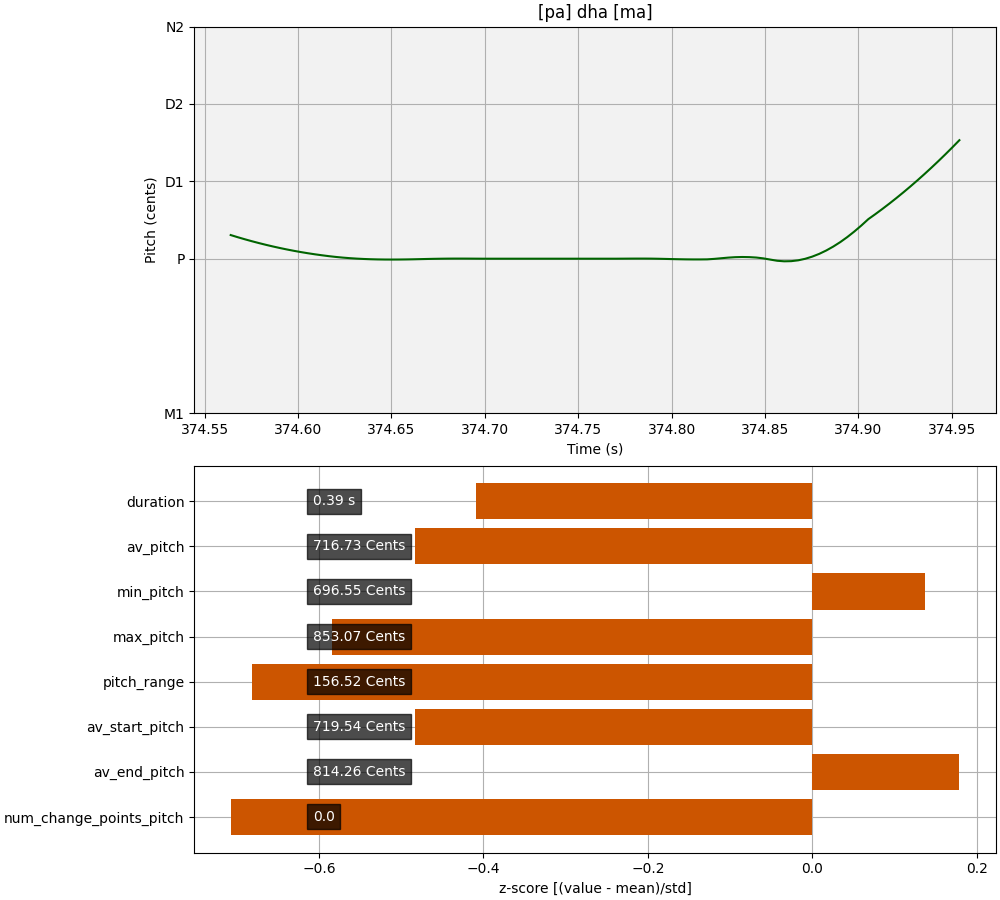 [pa] dha [ma]
N2
D2
D1
P
M1
Pitch (cents)
374.55 374.60 374.65 374.70 374.75 374.80 374.85 374.90 374.95
Time (s)
duration 0.39 s
av_pitch 716.73 Cents
min_pitch 696.55 Cents
max_pitch 853.07 Cents
pitch_range 156.52 Cents
av_start_pitch 719.54 Cents
av_end_pitch 814.26 Cents
num_change_points_pitch 0.0
−0.6 −0.4 −0.2 0.0 0.2
z-score [(value - mean)/std]